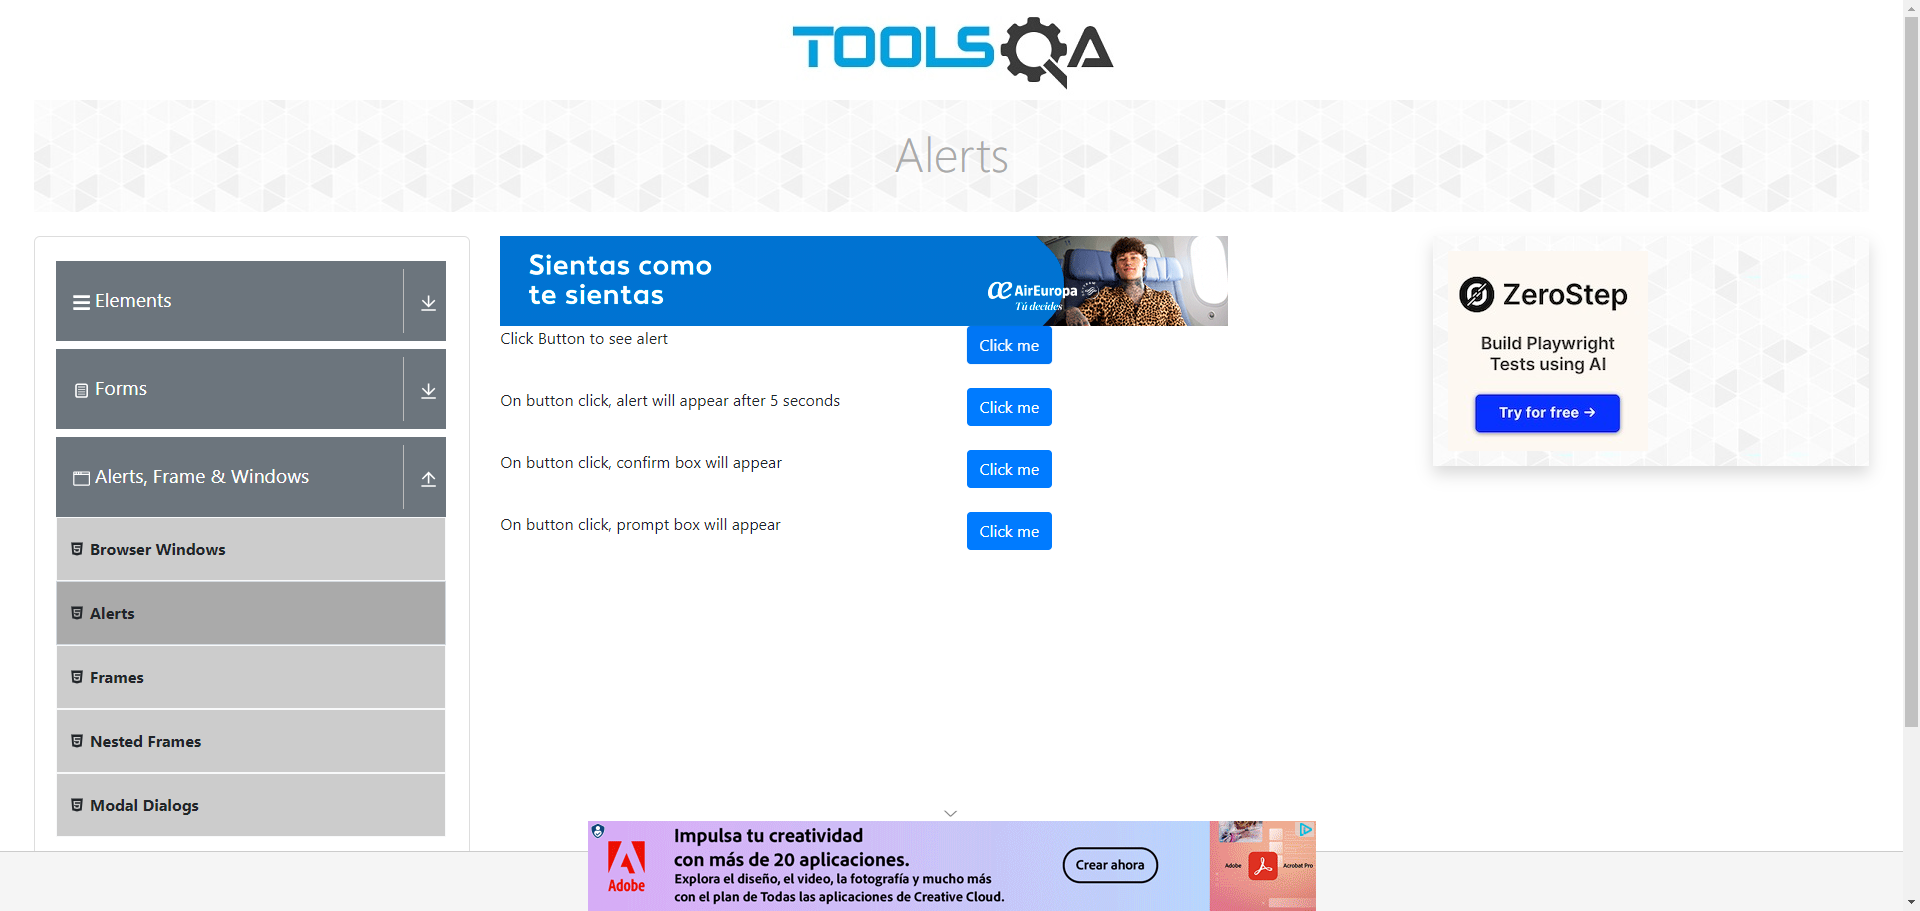 TOOLSQA
Alerts
Elements
Forms
Alerts, Frame & Windows
Browser Windows
Alerts
Frames
Nested Frames
Modal Dialogs
Sientas como
te sientas
AirEuropa
Tú decides
Click Button to see alert
Click me
On button click, alert will appear after 5 seconds
Click me
On button click, confirm box will appear
Click me
On button click, prompt box will appear
Click me
ZeroStep
Build Playwright
Tests using AI
Try for free →
Adobe
Impulsa tu creatividad
con más de 20 aplicaciones.
Explora el diseño, el video, la fotografía y mucho más
con el plan de Todas las aplicaciones de Creative Cloud.
Crear ahora
Adobe
Acrobat Pro